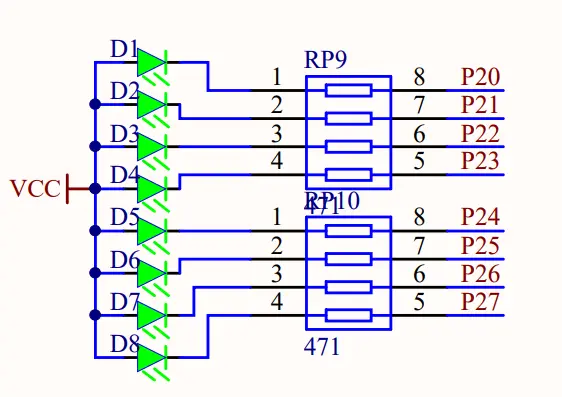 D1 RP9
1 8 P20
D2 2 7 P21
D3 3 6 P22
D4 4 5 P23
VCC
471
RP10
D5 1 8 P24
D6 2 7 P25
D7 3 6 P26
4 5 P27
D8 471